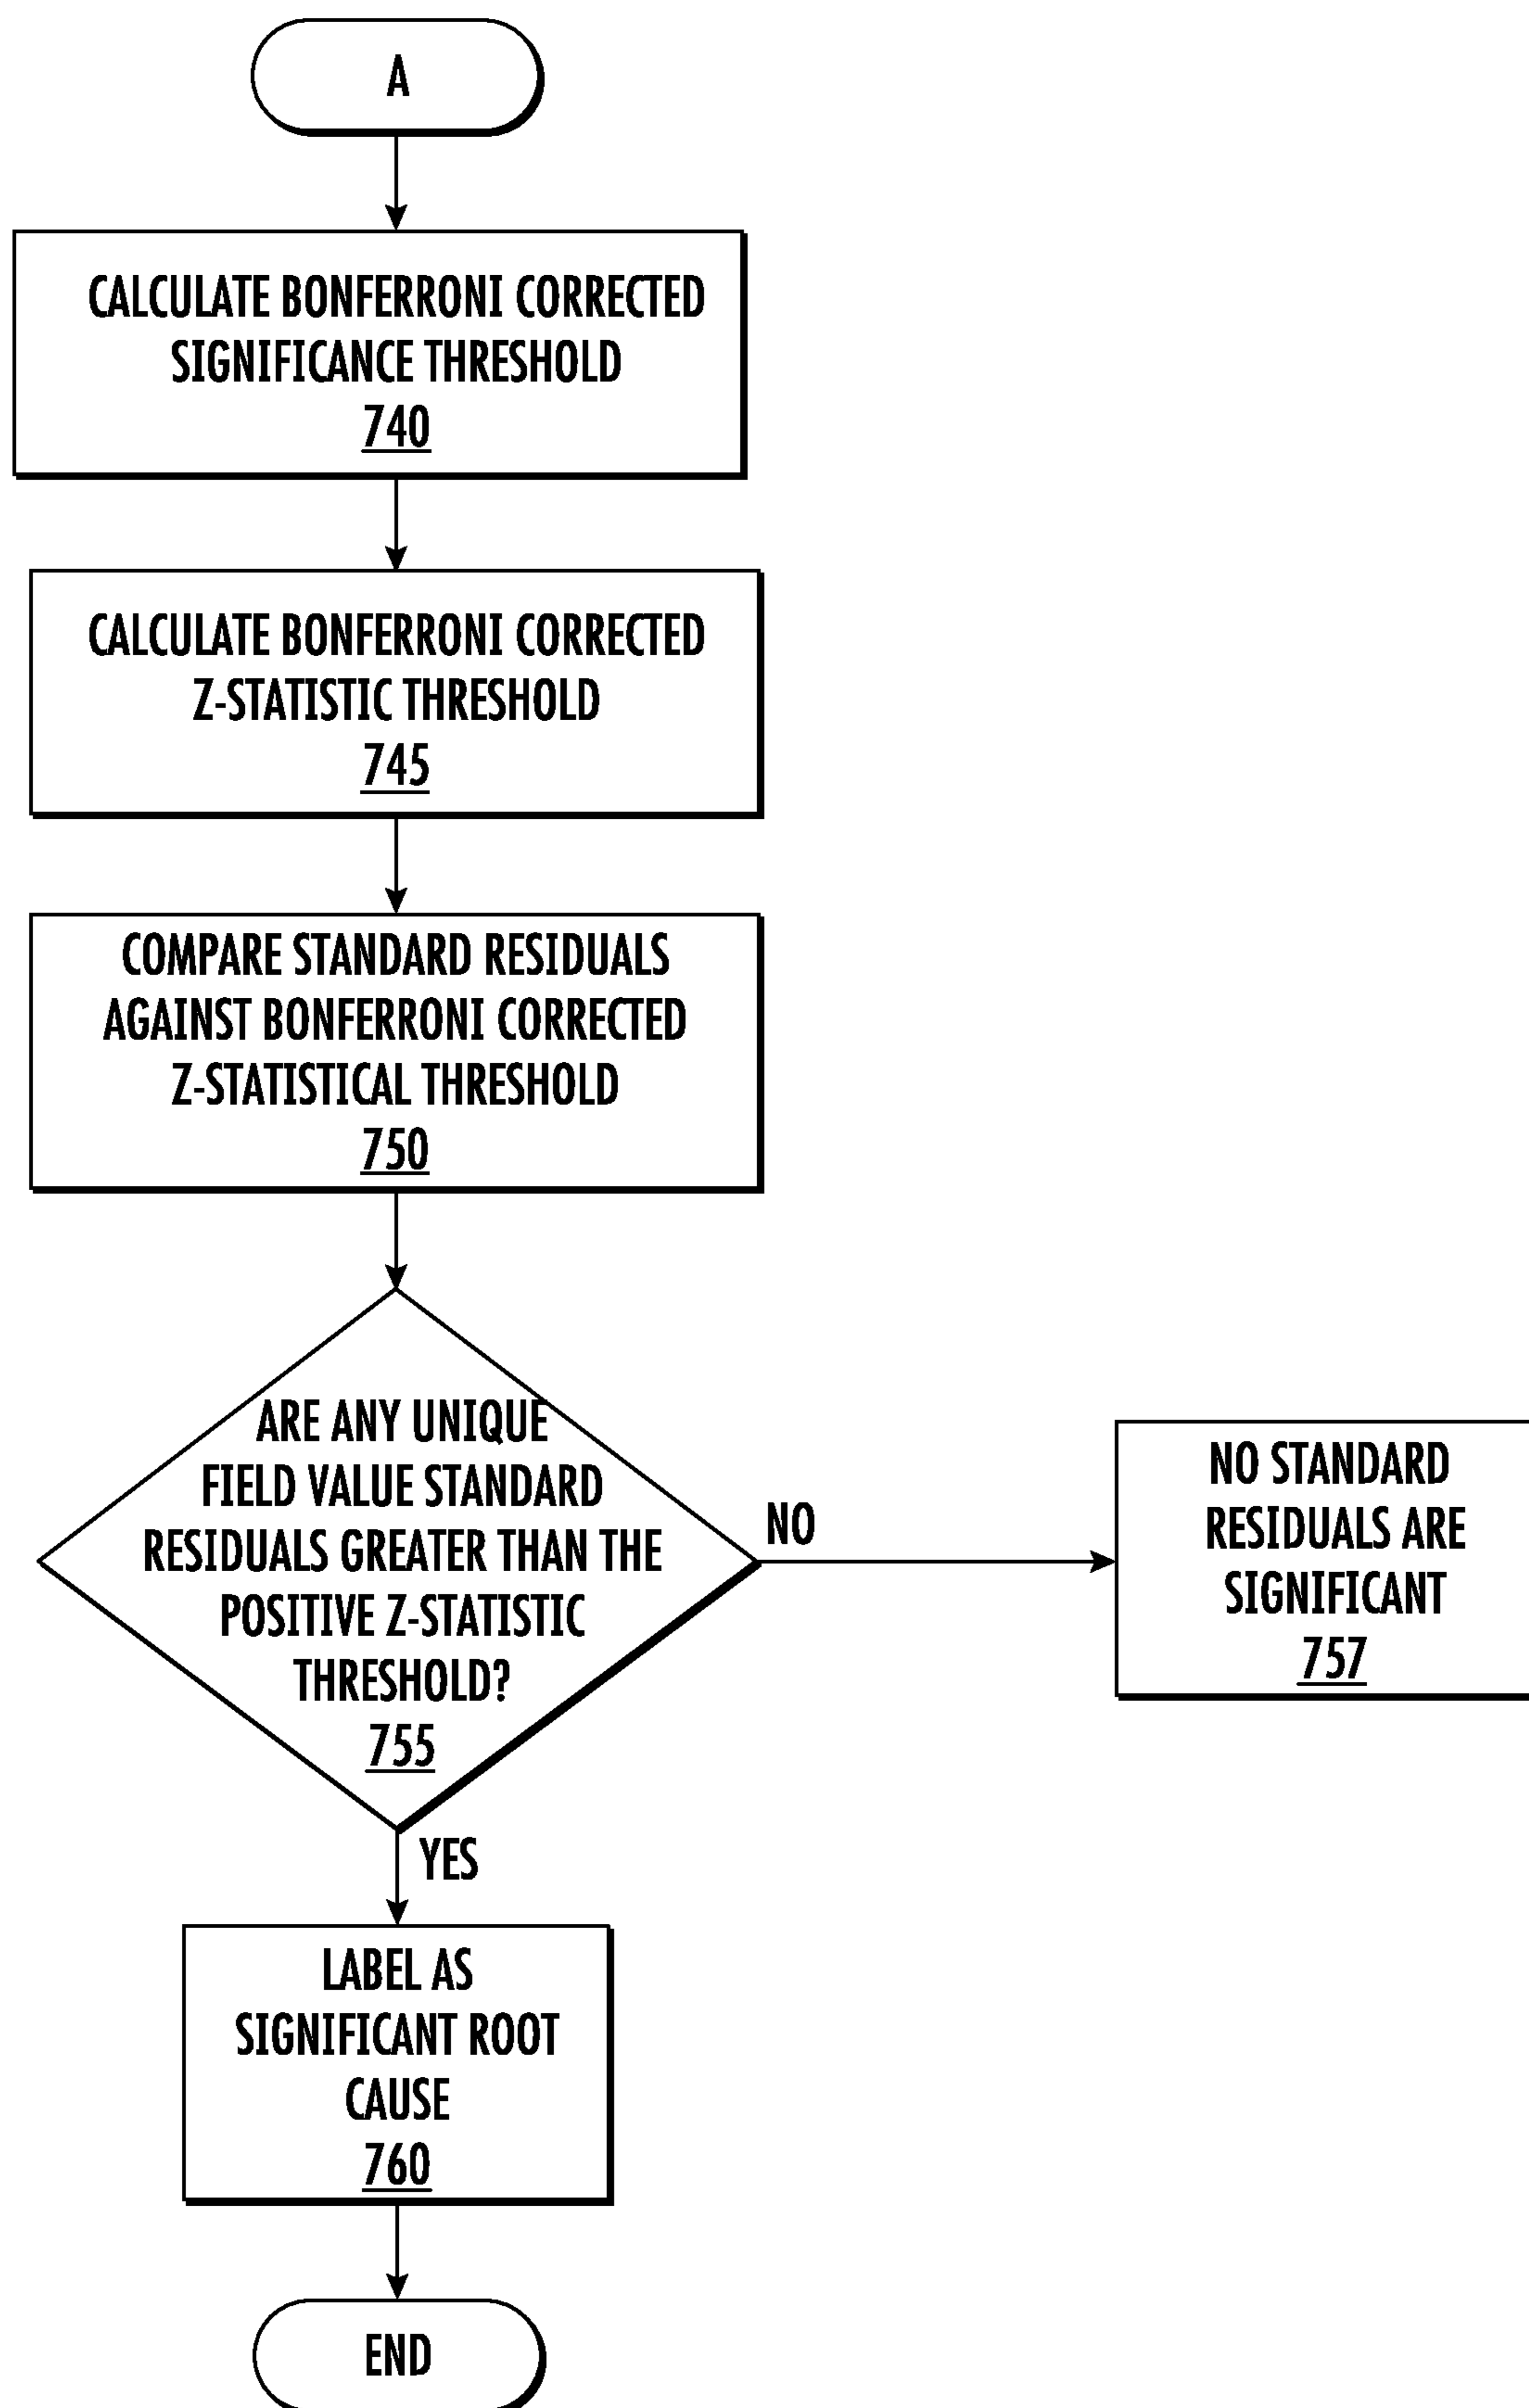 A
CALCULATE BONFERRONI CORRECTED
SIGNIFICANCE THRESHOLD
740
CALCULATE BONFERRONI CORRECTED
Z-STATISTIC THRESHOLD
745
COMPARE STANDARD RESIDUALS
AGAINST BONFERRONI CORRECTED
Z-STATISTICAL THRESHOLD
750
ARE ANY UNIQUE
FIELD VALUE STANDARD
RESIDUALS GREATER THAN THE
POSITIVE Z-STATISTIC
THRESHOLD?
755
NO
NO STANDARD
RESIDUALS ARE
SIGNIFICANT
757
YES
LABEL AS
SIGNIFICANT ROOT
CAUSE
760
END